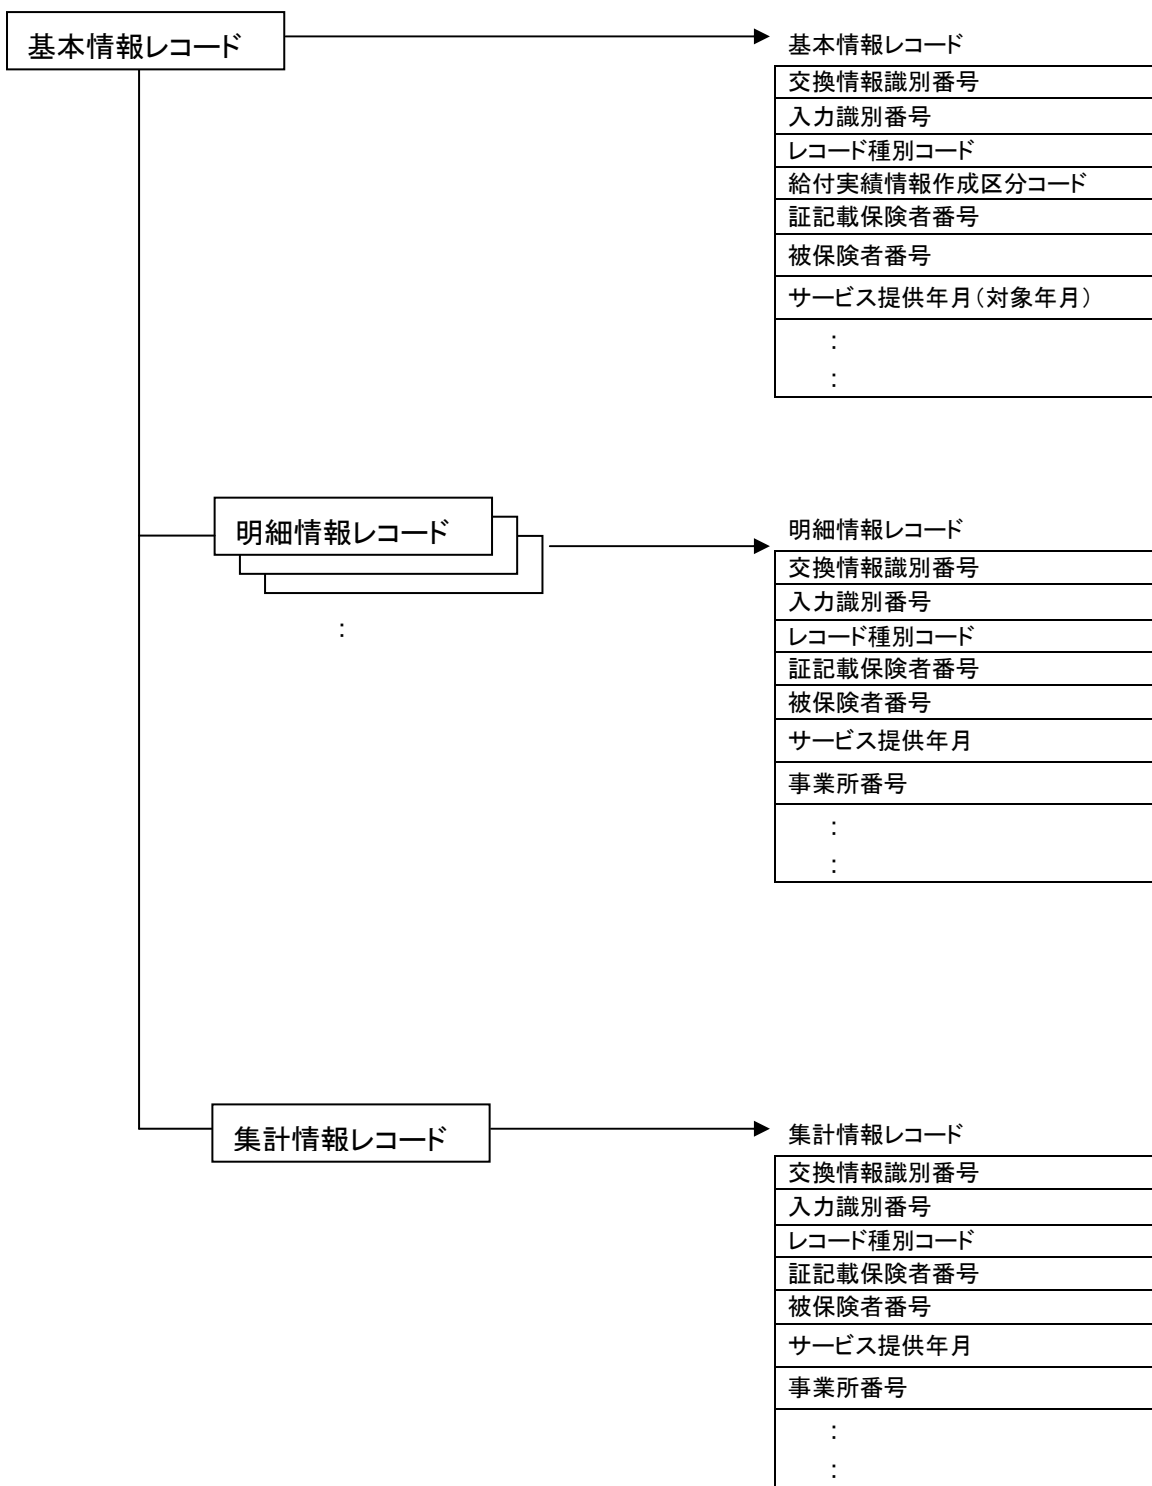 基本情報レコード
基本情報レコード
交換情報識別番号
入力識別番号
レコード種別コード
給付実績情報作成区分コード
証記載保険者番号
被保険者番号
サービス提供年月(対象年月)
:
:
明細情報レコード
:
明細情報レコード
交換情報識別番号
入力識別番号
レコード種別コード
証記載保険者番号
被保険者番号
サービス提供年月
事業所番号
:
:
集計情報レコード
集計情報レコード
交換情報識別番号
入力識別番号
レコード種別コード
証記載保険者番号
被保険者番号
サービス提供年月
事業所番号
:
: